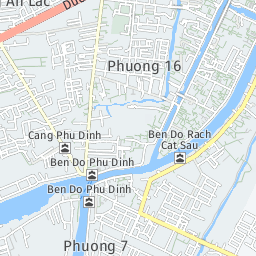 An Lac
Duo
Phuong 16
Cang Phu Dinh
Ben Do Rach
Cat Sau
Ben Do Phu Dinh
Ben Do Phu Dinh
Phuong 7